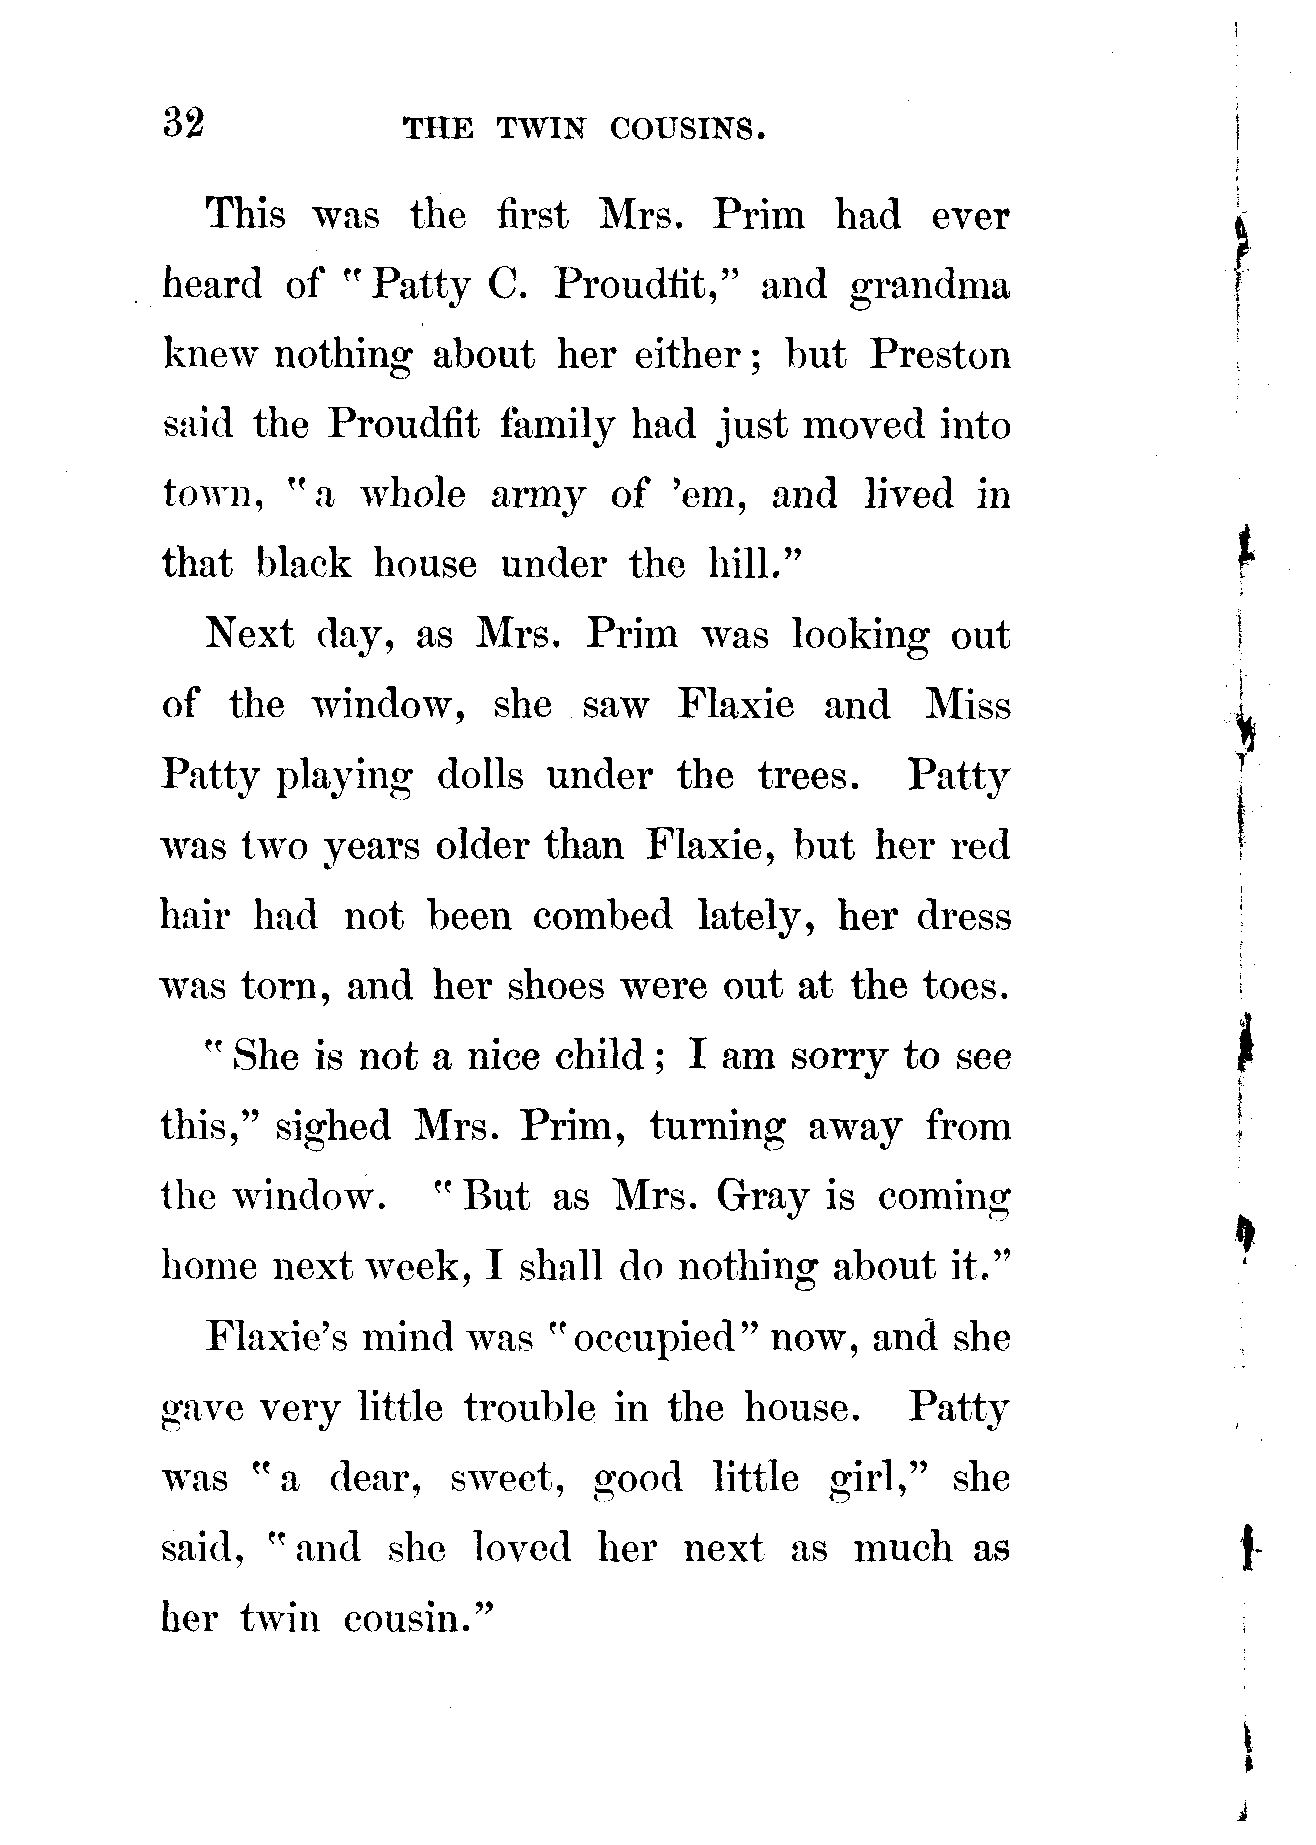 32 THE TWIN COUSINS.
This was the first Mrs. Prim had ever
heard of "Patty C. Proudfit," and grandma
knew nothing about her either; but Preston
said the Proudfit family had just moved into
town, "a whole army of 'em, and lived in
that black house under the hill."
Next day, as Mrs. Prim was looking out
of the window, she saw Flaxie and Miss
Patty playing dolls under the trees. Patty
was two years older than Flaxie, but her red
hair had not been combed lately, her dress
was torn, and her shoes were out at the toes.
"She is not a nice child; I am sorry to see
this," sighed Mrs. Prim, turning away from
the window. "But as Mrs. Gray is coming
home next week, I shall do nothing about it."
Flaxie's mind was "occupied" now, and she
gave very little trouble in the house. Patty
was "a dear, sweet, good little girl," she
said, "and she loved her next as much as
her twin cousin."